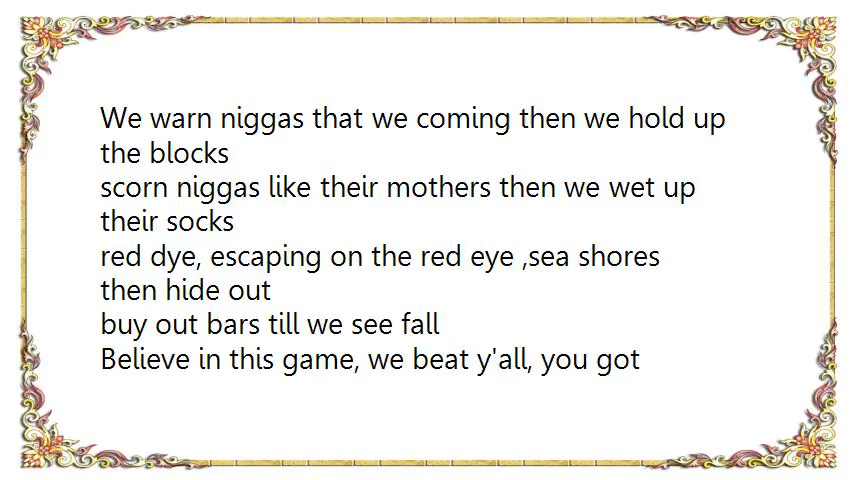 We warn niggas that we coming then we hold up
the blocks
scorn niggas like their mothers then we wet up
their socks
red dye, escaping on the red eye ,sea shores
then hide out
buy out bars till we see fall
Believe in this game, we beat y'all, you got